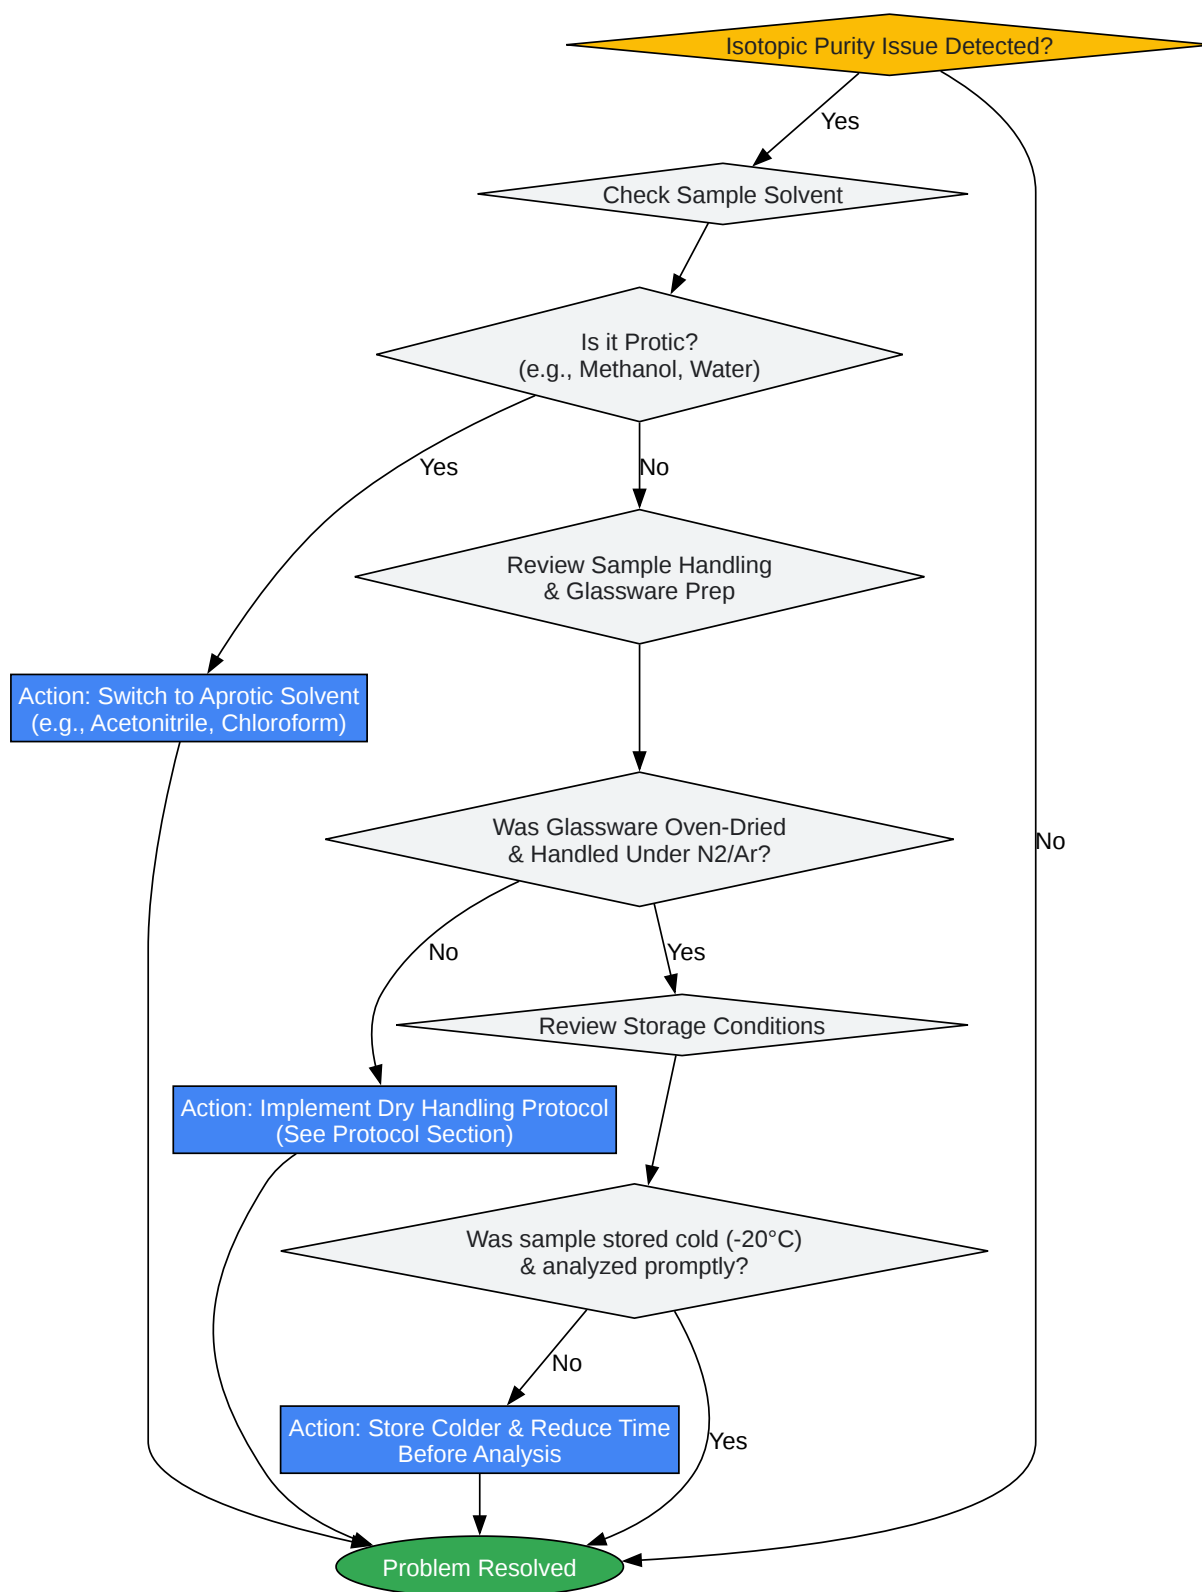 Isotopic Purity Issue Detected?
Yes
Check Sample Solvent
Is it Protic?
(e.g., Methanol, Water)
Yes
No
Review Sample Handling
& Glassware Prep
Action: Switch to Aprotic Solvent
(e.g., Acetonitrile, Chloroform)
Was Glassware Oven-Dried
& Handled Under N2/Ar?
No
No
Yes
Review Storage Conditions
Action: Implement Dry Handling Protocol
(See Protocol Section)
Was sample stored cold (-20°C)
& analyzed promptly?
No
Action: Store Colder & Reduce Time
Before Analysis
Yes
Problem Resolved